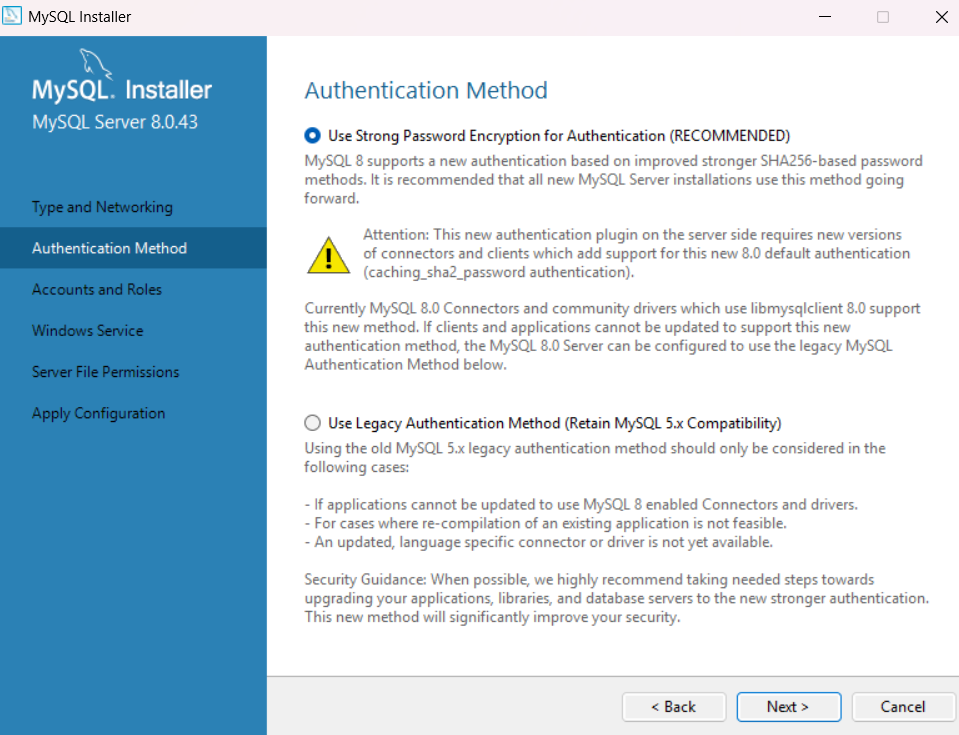 MySQL Installer
MySQL. Installer
MySQL Server 8.0.43
Type and Networking
Authentication Method
Accounts and Roles
Windows Service
Server File Permissions
Apply Configuration
Authentication Method
Use Strong Password Encryption for Authentication (RECOMMENDED)
MySQL 8 supports a new authentication based on improved stronger SHA256-based password
methods. It is recommended that all new MySQL Server installations use this method going
forward.
Attention: This new authentication plugin on the server side requires new versions
of connectors and clients which add support for this new 8.0 default authentication
(caching_sha2_password authentication).
Currently MySQL 8.0 Connectors and community drivers which use libmysqlclient 8.0 support
this new method. If clients and applications cannot be updated to support this new
authentication method, the MySQL 8.0 Server can be configured to use the legacy MySQL
Authentication Method below.
Use Legacy Authentication Method (Retain MySQL 5.x Compatibility)
Using the old MySQL 5.x legacy authentication method should only be considered in the
following cases:
- If applications cannot be updated to use MySQL 8 enabled Connectors and drivers.
- For cases where re-compilation of an existing application is not feasible.
- An updated, language specific connector or driver is not yet available.
Security Guidance: When possible, we highly recommend taking needed steps towards
upgrading your applications, libraries, and database servers to the new stronger authentication.
This new method will significantly improve your security.
< Back
Next >
Cancel